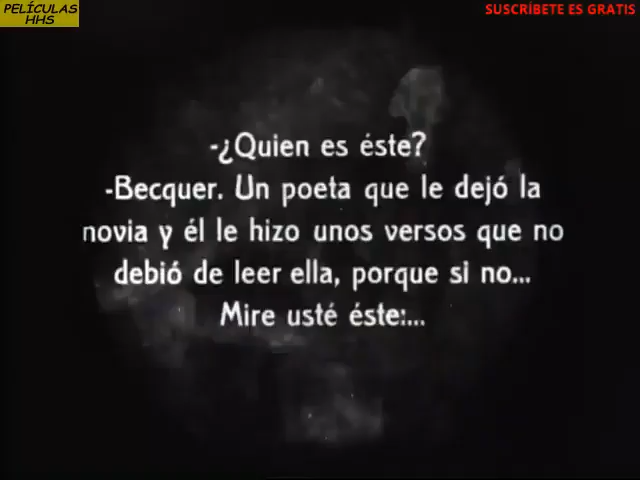 PELÍCULAS
HHS
SUSCRÍBETE ES GRATIS
-¿Quien es éste?
-Becquer. Un poeta que le dejó la
novia y él le hizo unos versos que no
debió de leer ella, porque si no...
Mire usté éste:...